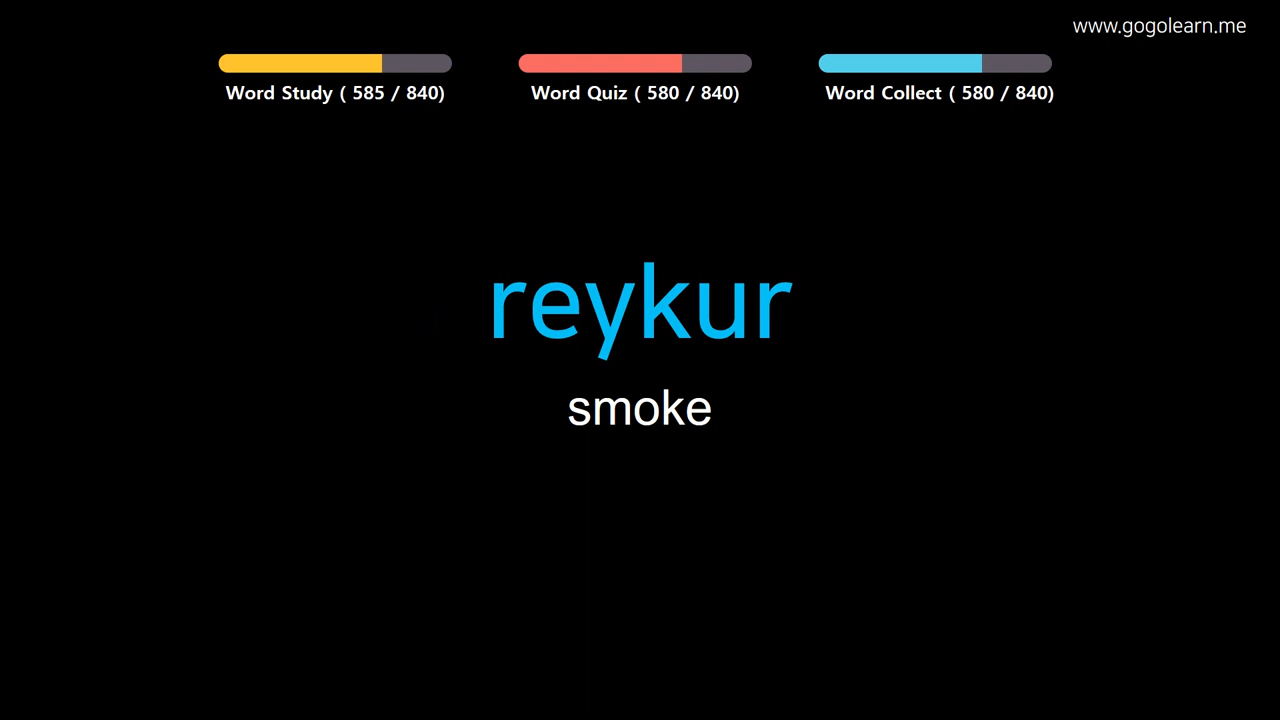 www.gogolearn.me
Word Study ( 585 / 840)
Word Quiz ( 580 / 840)
Word Collect ( 580 / 840)
reykur
smoke